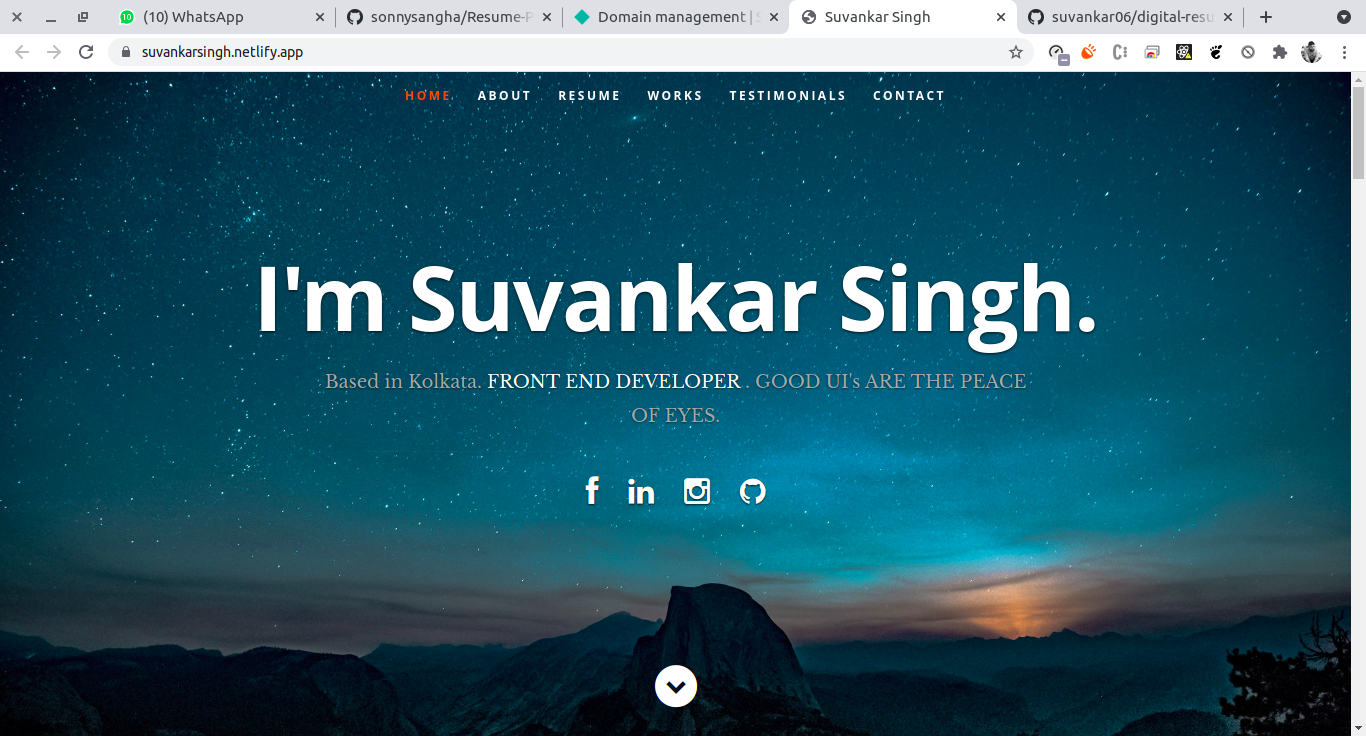 (10) WhatsApp
sonnysangha/Resume-P
Domain management |
Suvankar Singh
suvankar06/digital-resu
suvankarsingh.netlify.app
HOME ABOUT RESUME WORKS TESTIMONIALS CONTACT
I'm Suvankar Singh.
Based in Kolkata. FRONT END DEVELOPER . GOOD UI's ARE THE PEACE
OF EYES.